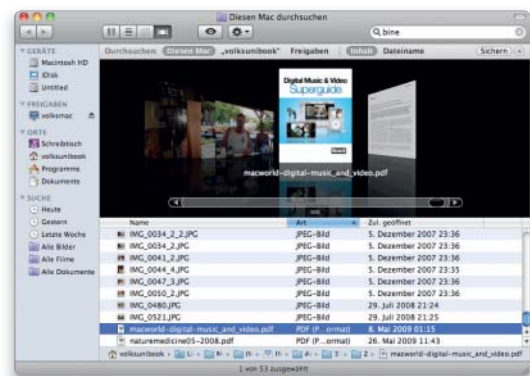 Diesen Mac durchsuchen
bine
Durchsuchen: Diesen Mac „volksunibook“ Freigaben Inhalt Dateiname Sichern
GERÄTE
Macintosh HD
iDisk
Untitled
FREIGABEN
volksmac
ORTE
Schreibtisch
volksunibook
Programme
Dokumente
SUCHE
Heute
Gestern
Letzte Woche
Alle Bilder
Alle Filme
Alle Dokumente
Digital Music & Video
Superguide
macworld-digital-music_and_video.pdf
Name Art Zul. geöffnet
IMG_0034_2_2.JPG JPEG-Bild 5. Dezember 2007 23:36
IMG_0034_2.JPG JPEG-Bild 5. Dezember 2007 23:36
IMG_0041_2.JPG JPEG-Bild 5. Dezember 2007 23:36
IMG_0044_4.JPG JPEG-Bild 5. Dezember 2007 23:35
IMG_0047_3.JPG JPEG-Bild 5. Dezember 2007 23:36
IMG_0050_2.JPG JPEG-Bild 5. Dezember 2007 23:36
IMG_0480.JPG JPEG-Bild 29. Juli 2008 21:24
IMG_0521.JPG JPEG-Bild 29. Juli 2008 21:25
macworld-digital-music_and_video.pdf PDF (P...ormat) 8. Mai 2009 01:15
naturemedicine05-2008.pdf PDF (P...ormat) 26. Mai 2009 11:43
volksunibook macworld-digital-music_and_video.pdf
1 von 53 ausgewählt